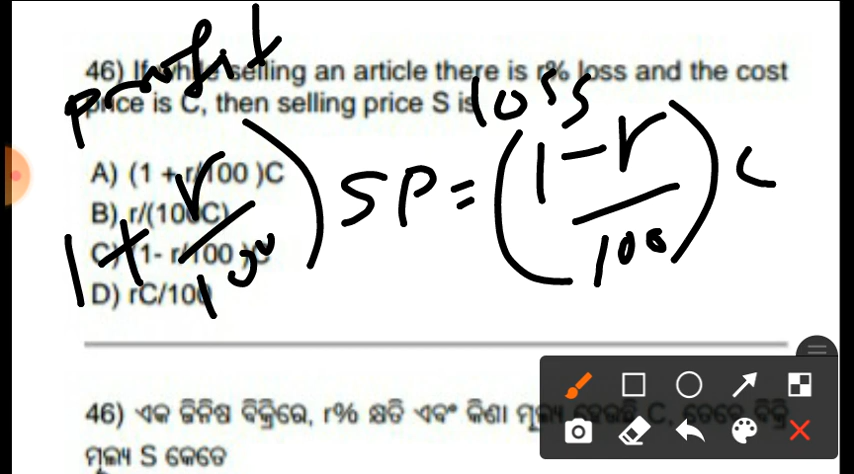 profit
46) If while selling an article there is r% loss and the cost
price is C, then selling price S is
loss
A) (1 + r/100 )C
B) r/(100C)
C) (1- r/100 )C
D) rC/100
1 + r/100 )
SP = (1 - r/100) C
46) ଏକ ଜିନିଷ ବିକ୍ରିରେ, r% କ୍ଷତି ଏବଂ କିଣା ମୂଲ୍ୟ ହେଉଛି C, ତେବେ ବିକ୍ରି
ମୂଲ୍ୟ S କେତେ